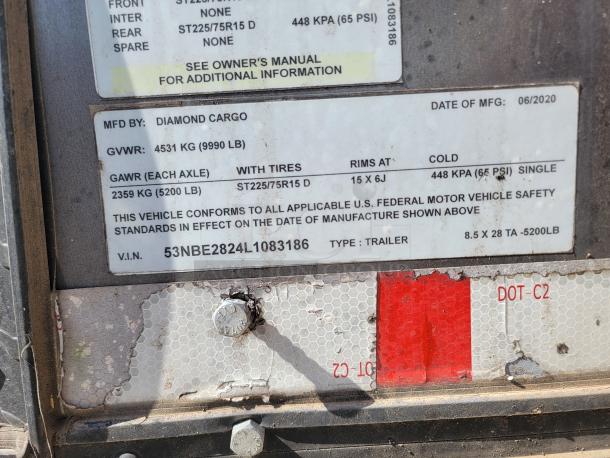 FRONT
INTER NONE
REAR ST225/75R15 D 448 KPA (65 PSI)
SPARE NONE
SEE OWNER'S MANUAL
FOR ADDITIONAL INFORMATION
1083186
MFD BY: DIAMOND CARGO DATE OF MFG: 06/2020
GVWR: 4531 KG (9990 LB)
GAWR (EACH AXLE) WITH TIRES RIMS AT COLD
2359 KG (5200 LB) ST225/75R15 D 15 X 6J 448 KPA (65 PSI) SINGLE
THIS VEHICLE CONFORMS TO ALL APPLICABLE U.S. FEDERAL MOTOR VEHICLE SAFETY
STANDARDS IN EFFECT ON THE DATE OF MANUFACTURE SHOWN ABOVE
V.I.N. 53NBE2824L1083186 TYPE : TRAILER 8.5 X 28 TA -5200LB
DOT-C2
OT-C2